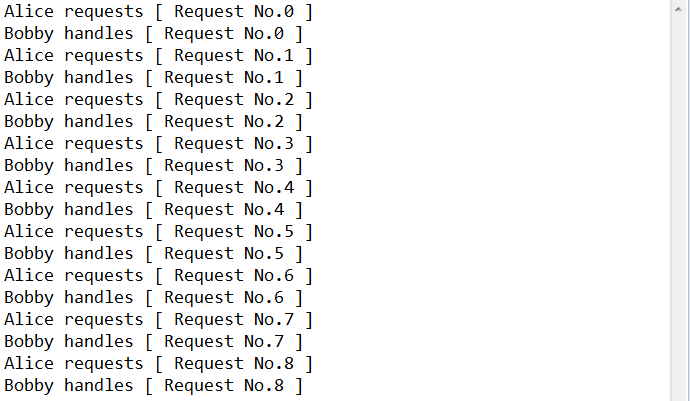 Alice requests [ Request No.0 ]
Bobby handles [ Request No.0 ]
Alice requests [ Request No.1 ]
Bobby handles [ Request No.1 ]
Alice requests [ Request No.2 ]
Bobby handles [ Request No.2 ]
Alice requests [ Request No.3 ]
Bobby handles [ Request No.3 ]
Alice requests [ Request No.4 ]
Bobby handles [ Request No.4 ]
Alice requests [ Request No.5 ]
Bobby handles [ Request No.5 ]
Alice requests [ Request No.6 ]
Bobby handles [ Request No.6 ]
Alice requests [ Request No.7 ]
Bobby handles [ Request No.7 ]
Alice requests [ Request No.8 ]
Bobby handles [ Request No.8 ]